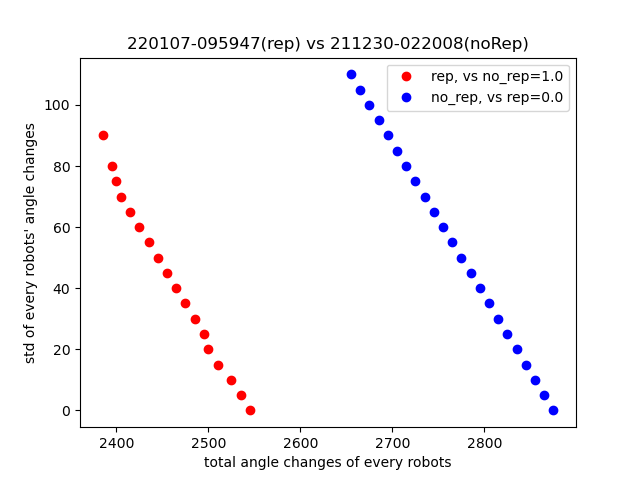 220107-095947(rep) vs 211230-022008(noRep)
rep, vs no_rep=1.0
no_rep, vs rep=0.0
std of every robots' angle changes
100
80
60
40
20
0
2400 2500 2600 2700 2800
total angle changes of every robots